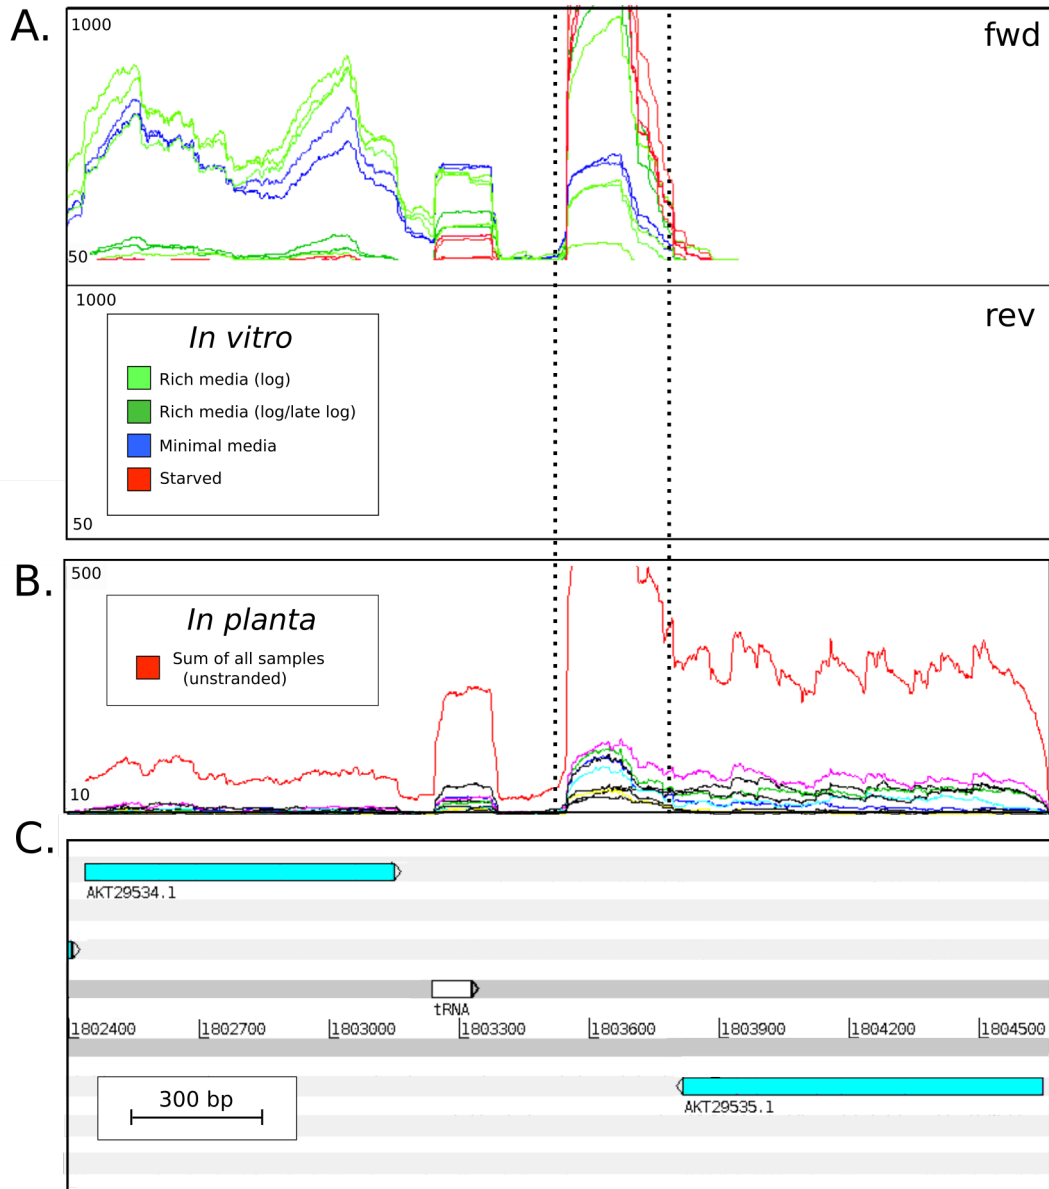 A.
1000
fwd
50
1000
rev
In vitro
Rich media (log)
Rich media (log/late log)
Minimal media
Starved
50
B.
500
In planta
Sum of all samples
(unstranded)
10
C.
AKT29534.1
tRNA
1802400 1802700 1803000 1803300 1803600 1803900 1804200 1804500
300 bp
AKT29535.1